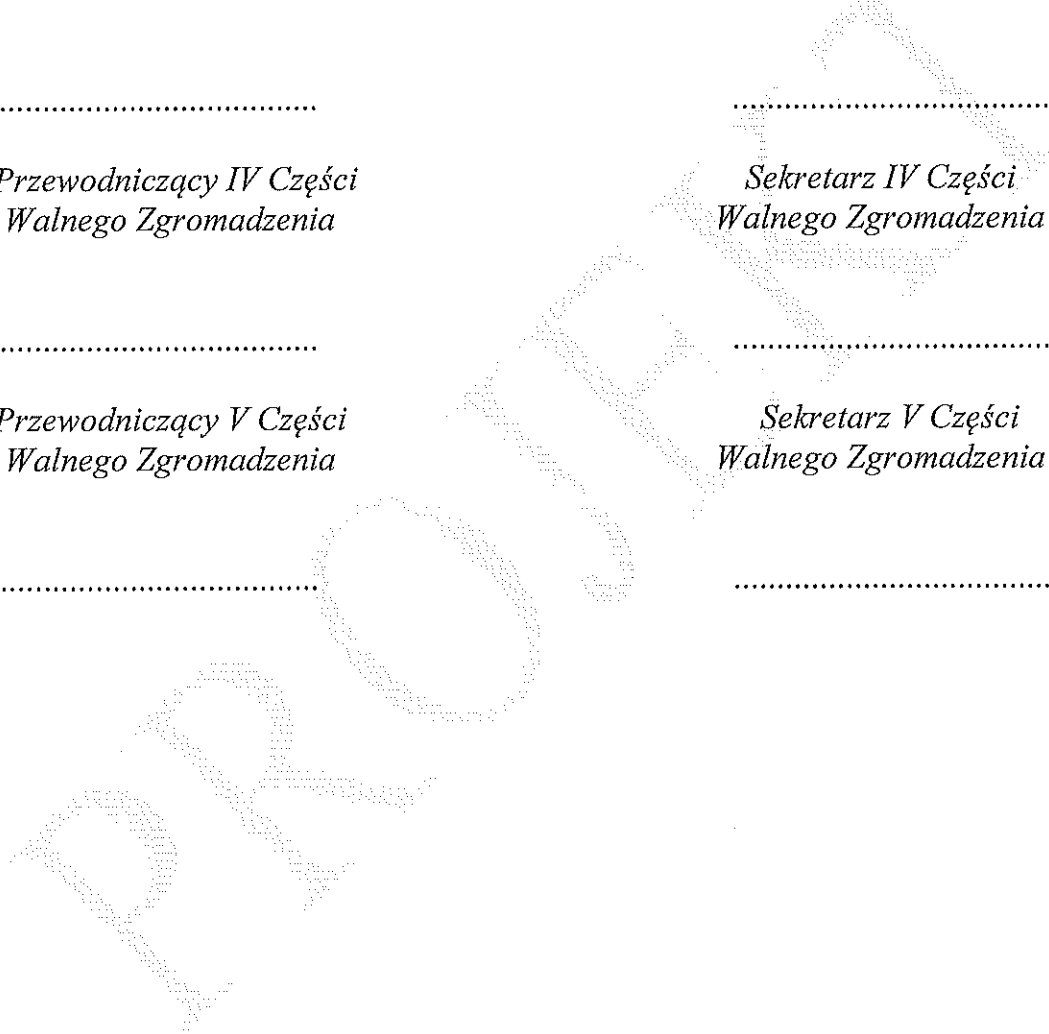 ....................................
....................................
Przewodniczący IV Części
Walnego Zgromadzenia
Sekretarz IV Części
Walnego Zgromadzenia
....................................
....................................
Przewodniczący V Części
Walnego Zgromadzenia
Sekretarz V Części
Walnego Zgromadzenia
....................................
....................................
PROJEKT